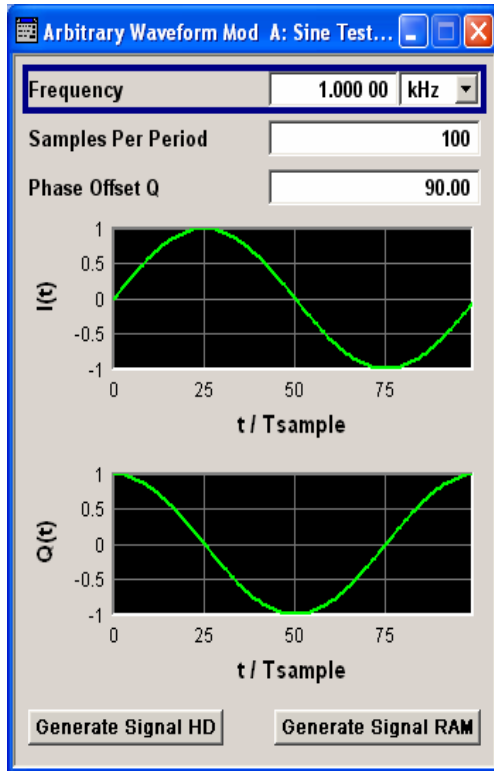 Arbitrary Waveform Mod A: Sine Test...
Frequency 1.000 00 kHz
Samples Per Period 100
Phase Offset Q 90.00
I(t)
1
0.5
0
-0.5
-1
0 25 50 75
t / Tsample
Q(t)
1
0.5
0
-0.5
-1
0 25 50 75
t / Tsample
Generate Signal HD Generate Signal RAM